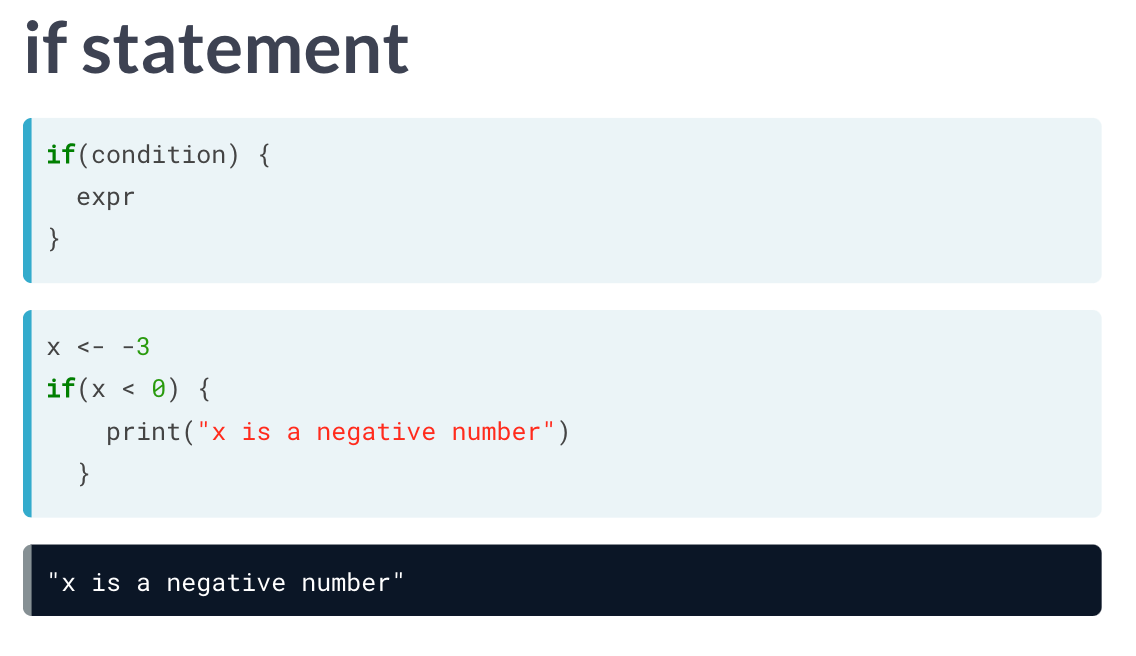 if statement
if(condition) {
  expr
}
x <- -3
if(x < 0) {
    print("x is a negative number")
  }
"x is a negative number"